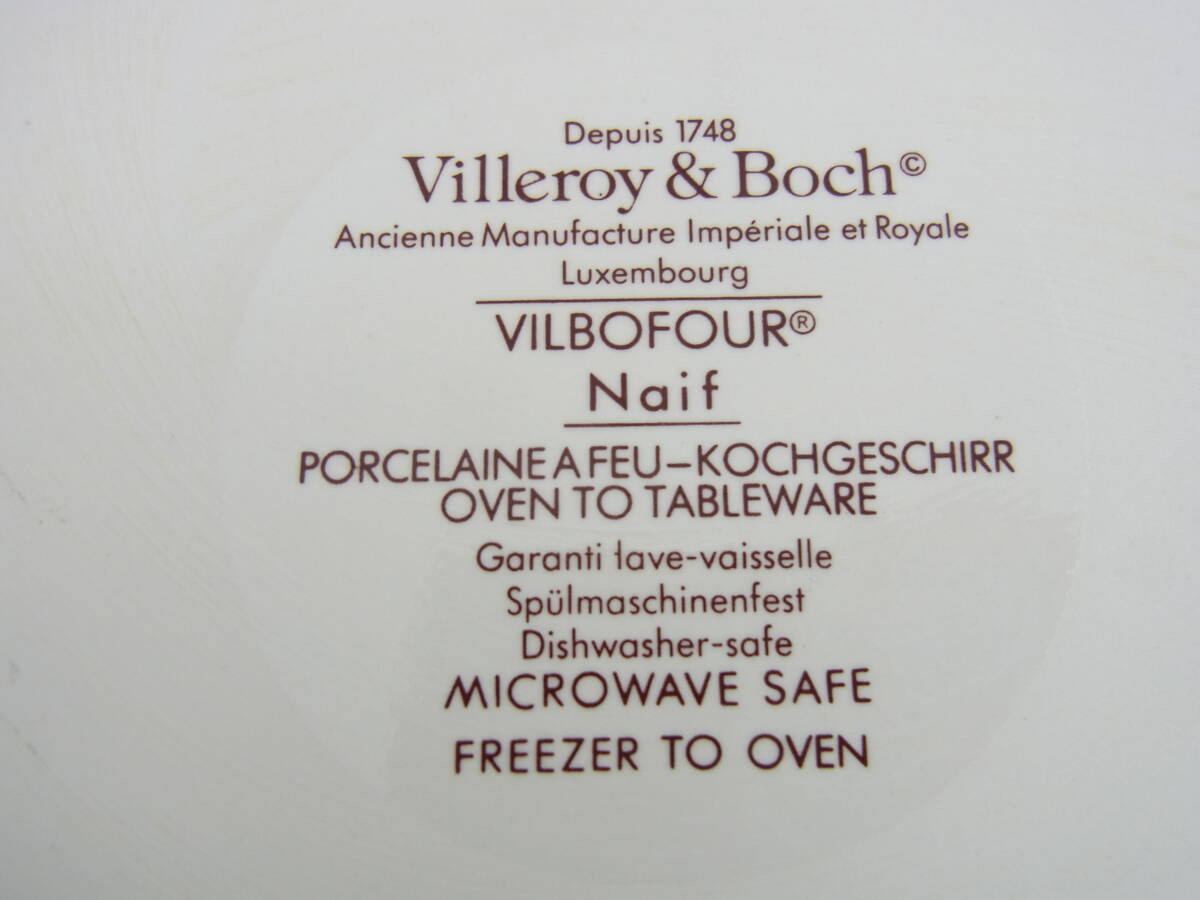 Depuis 1748
Villeroy & Boch©
Ancienne Manufacture Impériale et Royale
Luxembourg
VILBOFOUR®
Naif
PORCELAINE A FEU–KOCHGESCHIRR
OVEN TO TABLEWARE
Garanti lave-vaisselle
Spülmaschinenfest
Dishwasher-safe
MICROWAVE SAFE
FREEZER TO OVEN